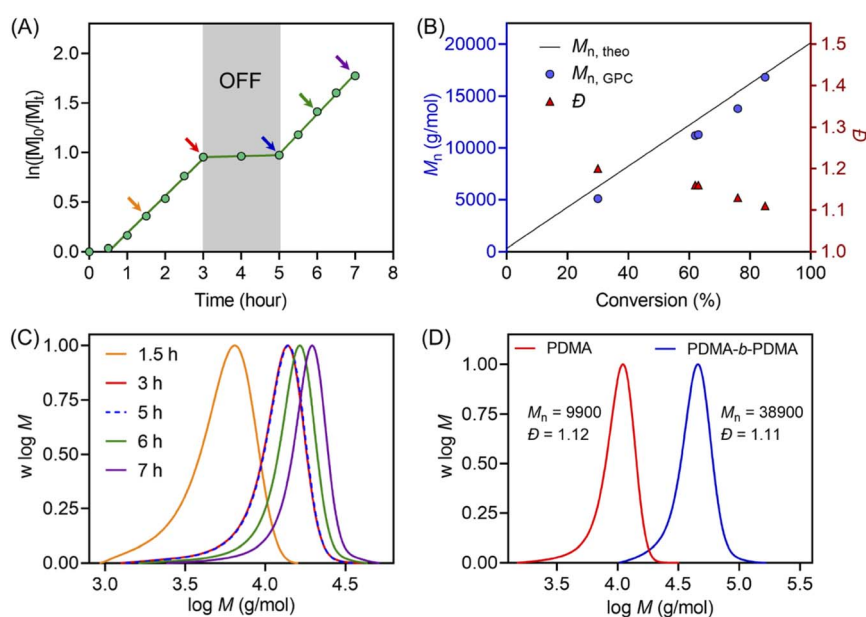 (A)
2.0
1.5
1.0
0.5
0.0
ln([M]0/[M]t)
OFF
0 1 2 3 4 5 6 7 8
Time (hour)
(B)
20000
15000
10000
5000
0
Mn (g/mol)
Mn, theo
Mn, GPC
Đ
1.5
1.4
1.3
1.2
1.1
1.0
Đ
0 20 40 60 80 100
Conversion (%)
(C)
1.00
0.75
0.50
0.25
0.00
w log M
1.5 h
3 h
5 h
6 h
7 h
3.0 3.5 4.0 4.5
log M (g/mol)
(D)
PDMA
PDMA-b-PDMA
1.00
0.75
0.50
0.25
0.00
w log M
Mn = 9900
Đ = 1.12
Mn = 38900
Đ = 1.11
3.5 4.0 4.5 5.0 5.5
log M (g/mol)